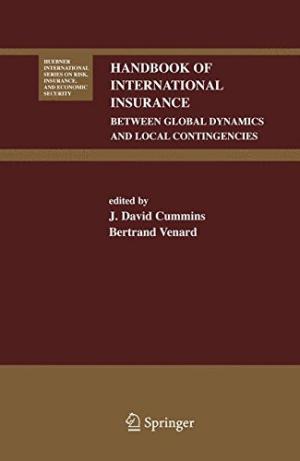 HUEBNER
INTERNATIONAL
SERIES ON RISK,
INSURANCE,
AND ECONOMIC
SECURITY
HANDBOOK OF
INTERNATIONAL
INSURANCE
BETWEEN GLOBAL DYNAMICS
AND LOCAL CONTINGENCIES
edited by
J. David Cummins
Bertrand Venard
Springer